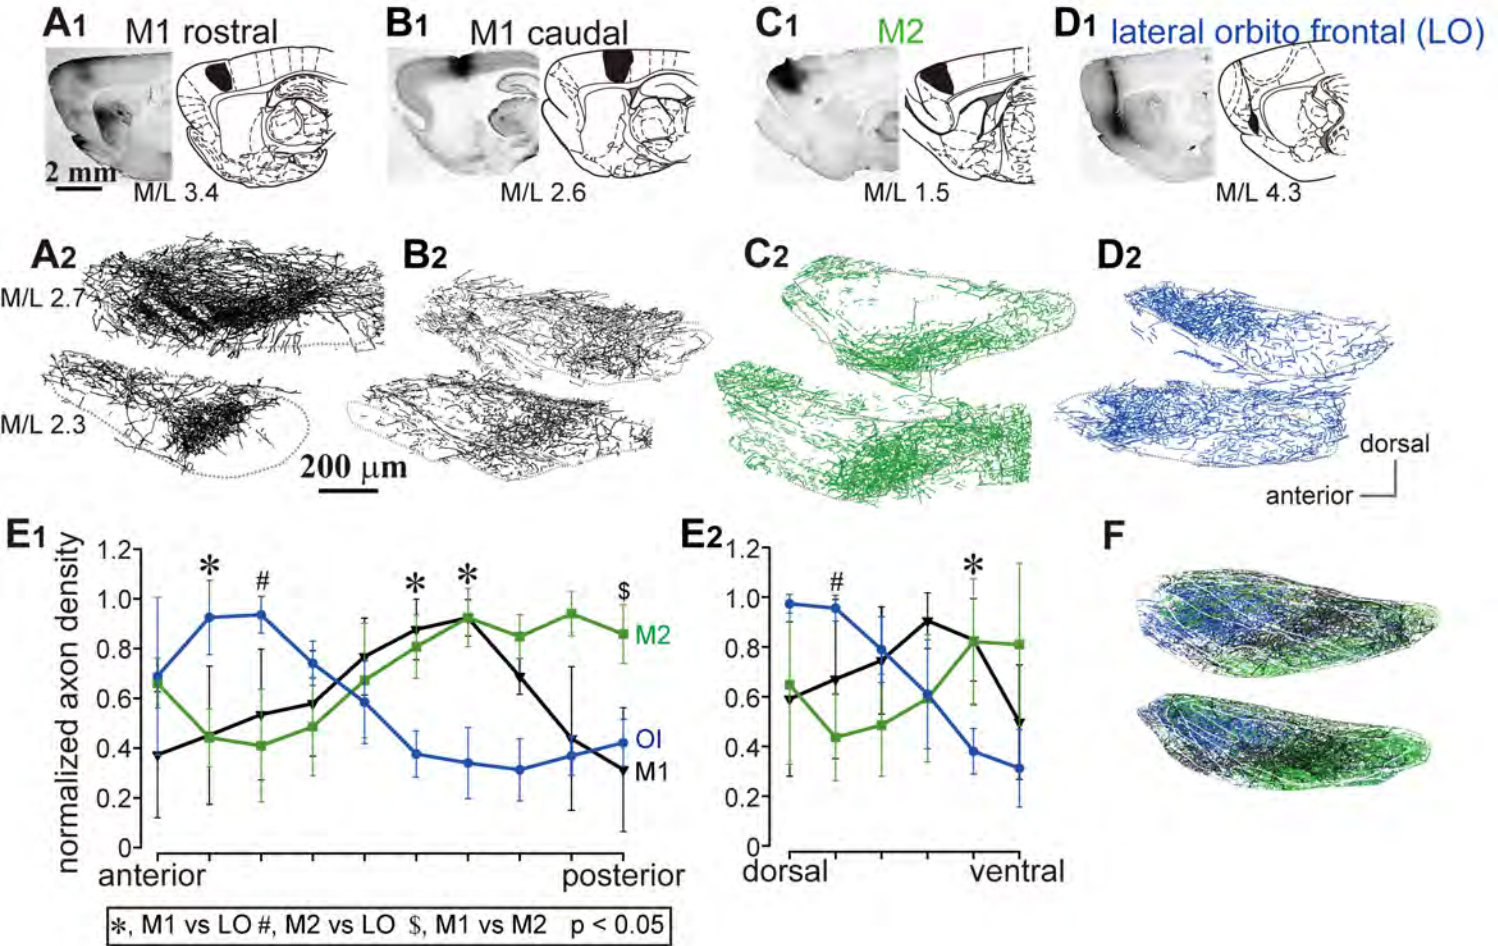 A1 M1 rostral
B1 M1 caudal
C1 M2
D1 lateral orbito frontal (LO)
2 mm
M/L 3.4
M/L 2.6
M/L 1.5
M/L 4.3
A2
B2
C2
D2
M/L 2.7
M/L 2.3
200 µm
dorsal
anterior
E1
normalized axon density
1.2
1.0
0.8
0.6
0.4
0.2
0
*
#
*
*
$
M2
OI
M1
anterior
posterior
E2
1.2
1.0
0.8
0.6
0.4
0.2
0
#
*
dorsal
ventral
F
*, M1 vs LO #, M2 vs LO $, M1 vs M2 p < 0.05